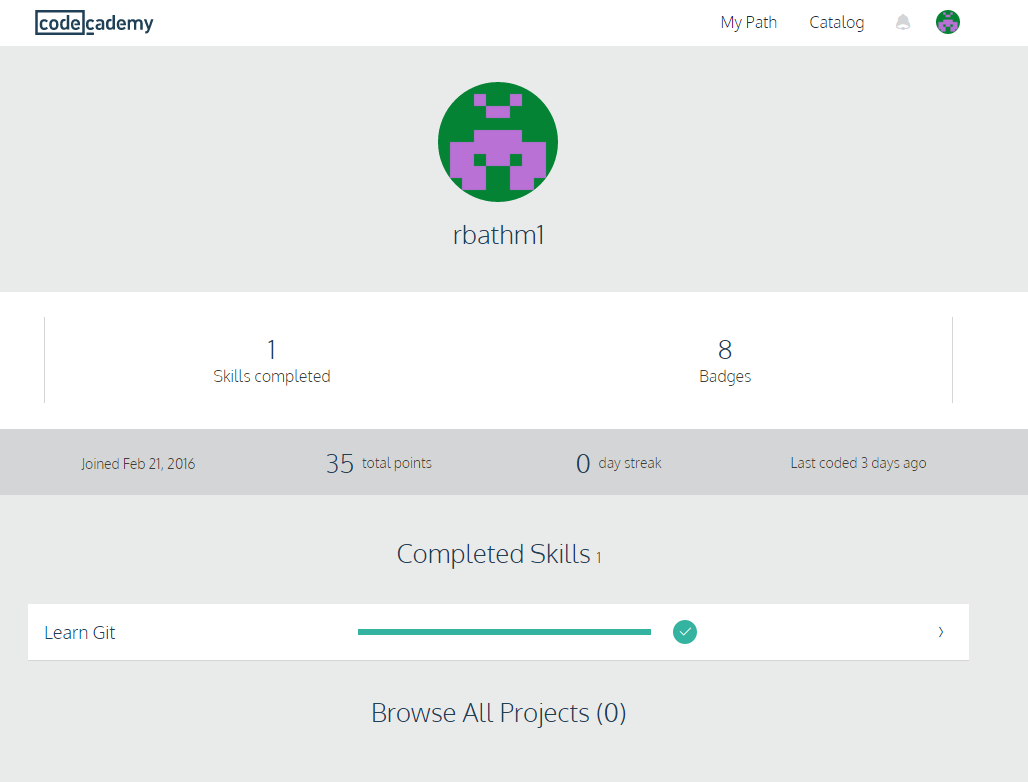 codecademy
My Path Catalog
rbathm1
1
Skills completed
8
Badges
Joined Feb 21, 2016
35 total points
0 day streak
Last coded 3 days ago
Completed Skills 1
Learn Git
Browse All Projects (0)